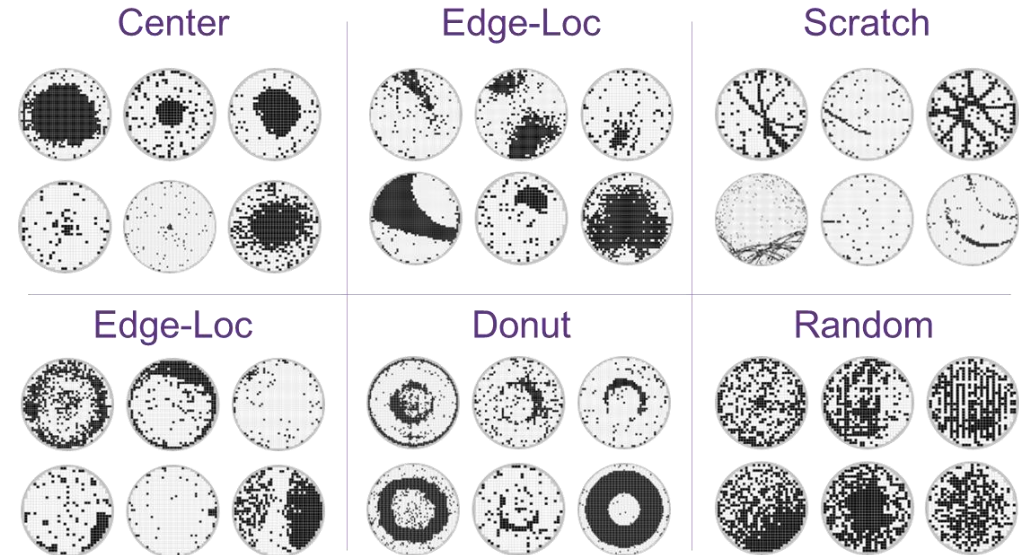 Center
Edge-Loc
Scratch
Edge-Loc
Donut
Random